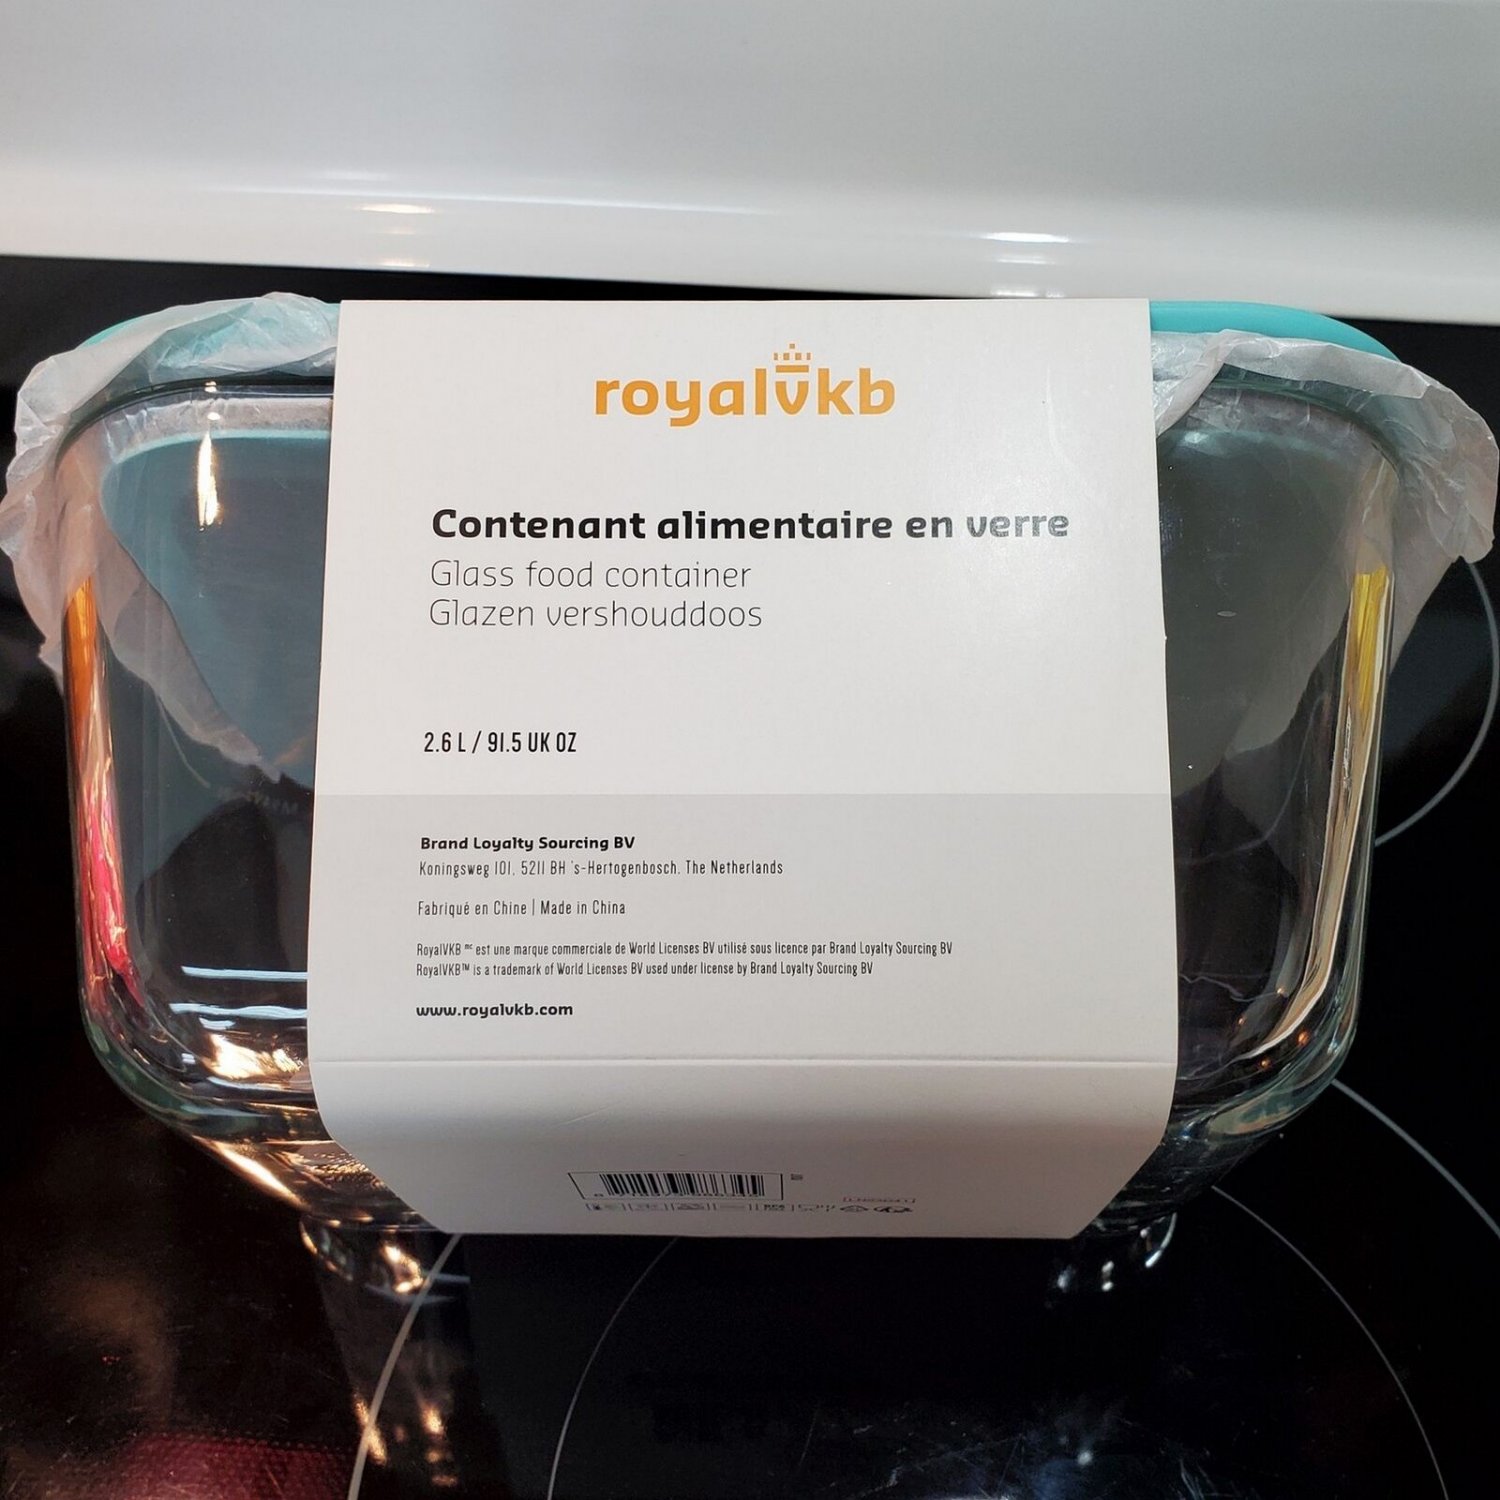 royalvkb
Contenant alimentaire en verre
Glass food container
Glazen vershouddoos
2.6 L / 91.5 UK OZ
Brand Loyalty Sourcing BV
Koningsweg 101, 5211 BH 's-Hertogenbosch. The Netherlands
Fabriqué en Chine | Made in China
RoyalVKB ᵐᶜ est une marque commerciale de World Licenses BV utilisé sous licence par Brand Loyalty Sourcing BV
RoyalVKB™ is a trademark of World Licenses BV used under license by Brand Loyalty Sourcing BV
www.royalvkb.com